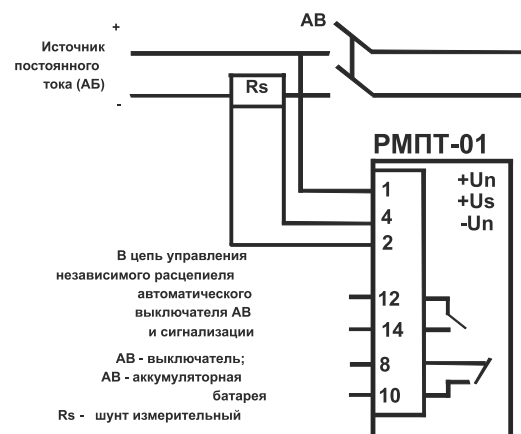 +
АВ
Источник
постоянного
тока (АБ)
-
Rs
РМПТ-01
1
+Un
4
+Us
2
-Un
В цепь управления
независимого расцепиеля
автоматического
выключателя АВ
и сигнализации
12
14
АВ - выключатель;
АВ - аккумуляторная
батарея
Rs - шунт измерительный
8
10